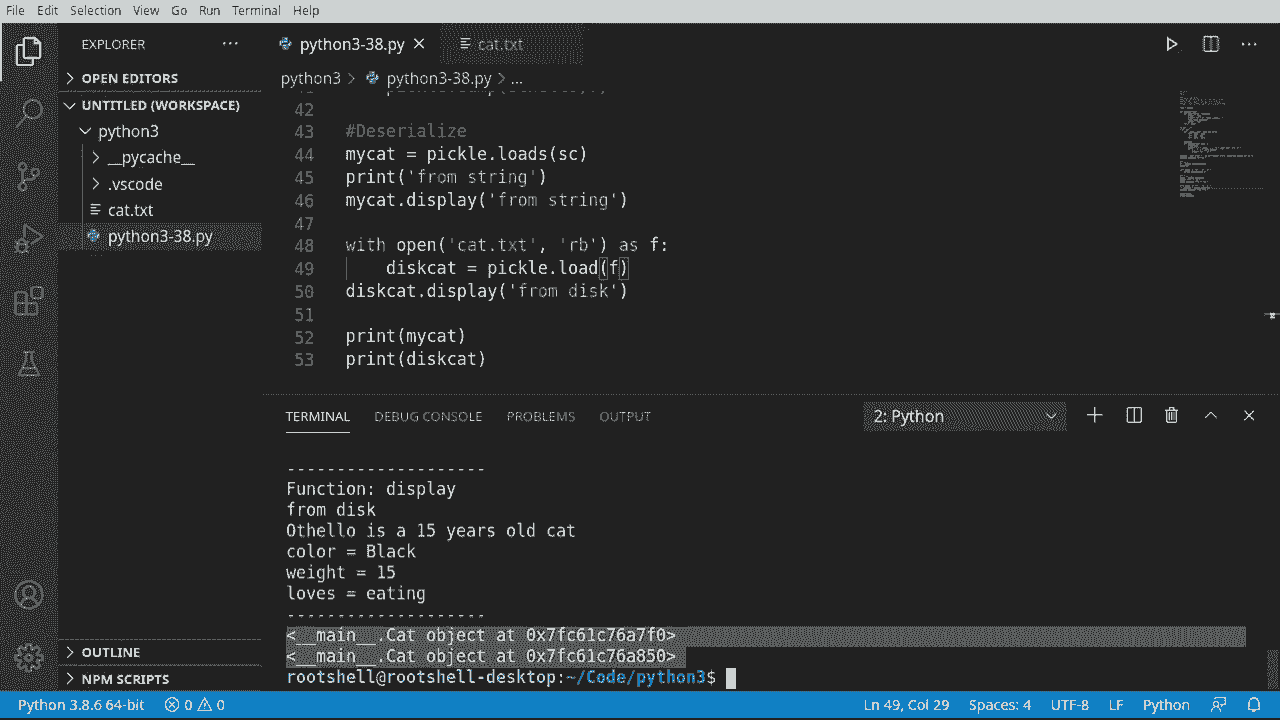 File Edit Selection View Go Run Terminal Help
EXPLORER ···
OPEN EDITORS
UNTITLED (WORKSPACE)
python3
__pycache__
.vscode
cat.txt
python3-38.py
OUTLINE
NPM SCRIPTS
python3-38.py cat.txt
python3 > python3-38.py > ...
42
43 #Deserialize
44 mycat = pickle.loads(sc)
45 print('from string')
46 mycat.display('from string')
47
48 with open('cat.txt', 'rb') as f:
49     diskcat = pickle.load(f)
50 diskcat.display('from disk')
51
52 print(mycat)
53 print(diskcat)
TERMINAL DEBUG CONSOLE PROBLEMS OUTPUT 2: Python
--------------------
Function: display
from disk
Othello is a 15 years old cat
color = Black
weight = 15
loves = eating
--------------------
<__main__.Cat object at 0x7fc61c76a7f0>
<__main__.Cat object at 0x7fc61c76a850>
rootshell@rootshell-desktop:~/Code/python3$
Python 3.8.6 64-bit 0 0 Ln 49, Col 29 Spaces: 4 UTF-8 LF Python